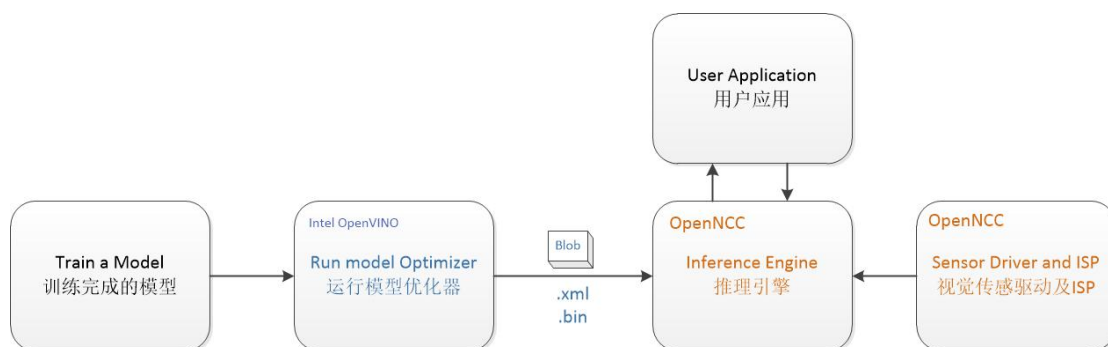 User Application
用户应用
Train a Model
训练完成的模型
Intel OpenVINO
Run model Optimizer
运行模型优化器
Blob
.xml
.bin
OpenNCC
Inference Engine
推理引擎
OpenNCC
Sensor Driver and ISP
视觉传感驱动及ISP